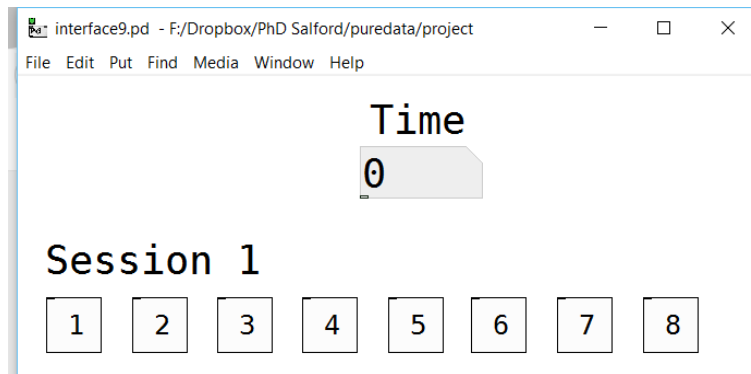 interface9.pd - F:/Dropbox/PhD Salford/puredata/project
File Edit Put Find Media Window Help
Time
0
Session 1
1 2 3 4 5 6 7 8